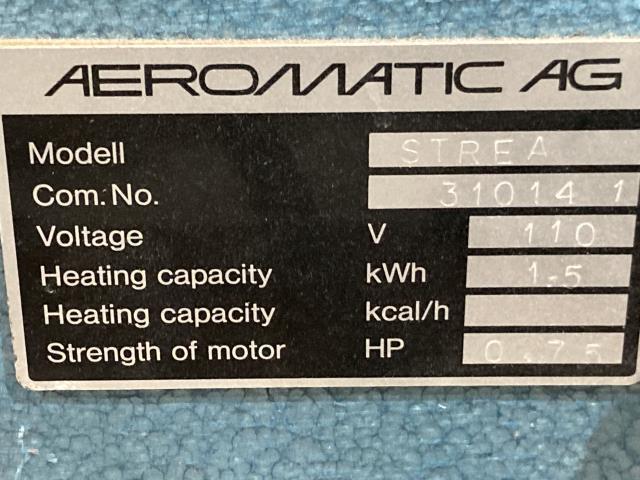 AEROMATIC AG
Modell STREA
Com. No. 31014 1
Voltage V 110
Heating capacity kWh 1.5
Heating capacity kcal/h
Strength of motor HP 0.75